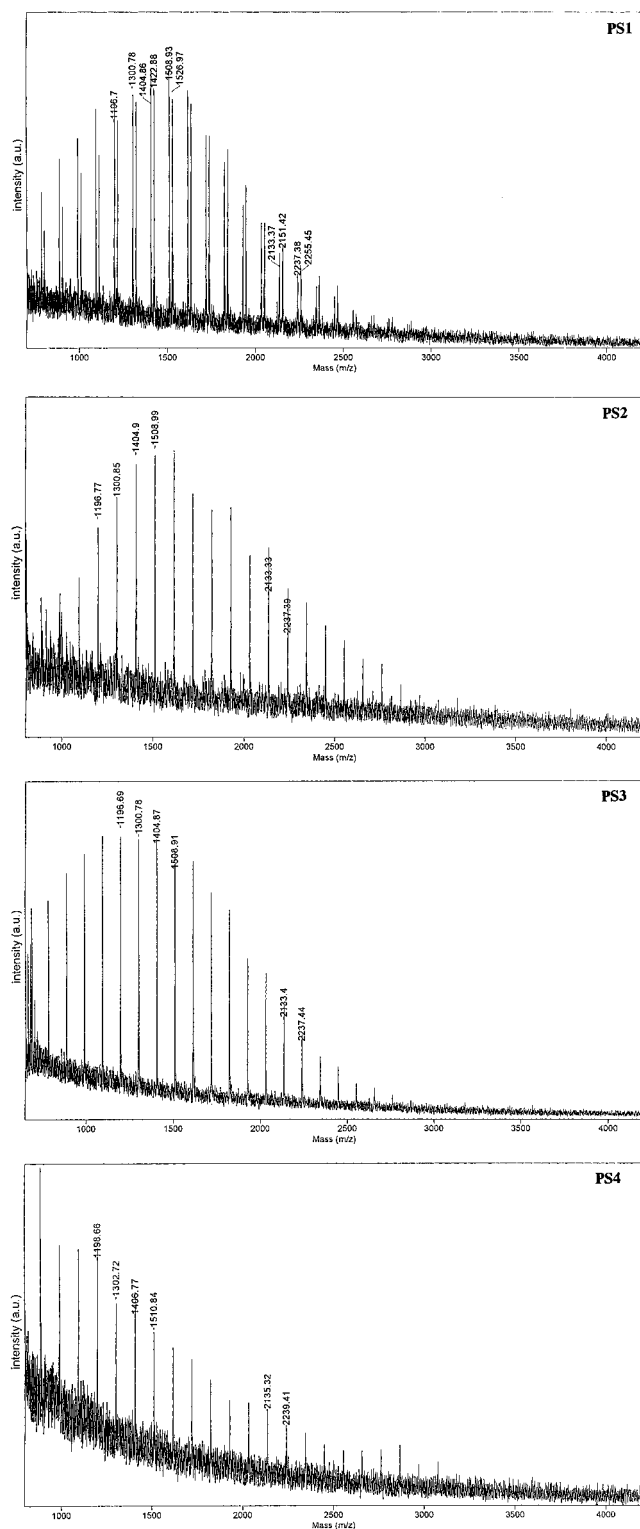 PS1
-1196.7
-1300.78
-1404.86
-1422.88
-1508.93
-1526.97
-2133.37
-2151.42
-2237.38
-2255.45
intensity (a.u.)
1000 1500 2000 2500 3000 3500 4000
Mass (m/z)
PS2
-1196.77
-1300.85
-1404.9
-1508.99
-2133.33
-2237.39
intensity (a.u.)
1000 1500 2000 2500 3000 3500 4000
Mass (m/z)
PS3
-1196.69
-1300.78
-1404.87
-1508.91
-2133.4
-2237.44
intensity (a.u.)
1000 1500 2000 2500 3000 3500 4000
Mass (m/z)
PS4
-1198.66
-1302.72
-1406.77
-1510.84
-2135.32
-2239.41
intensity (a.u.)
1000 1500 2000 2500 3000 3500 4000
Mass (m/z)